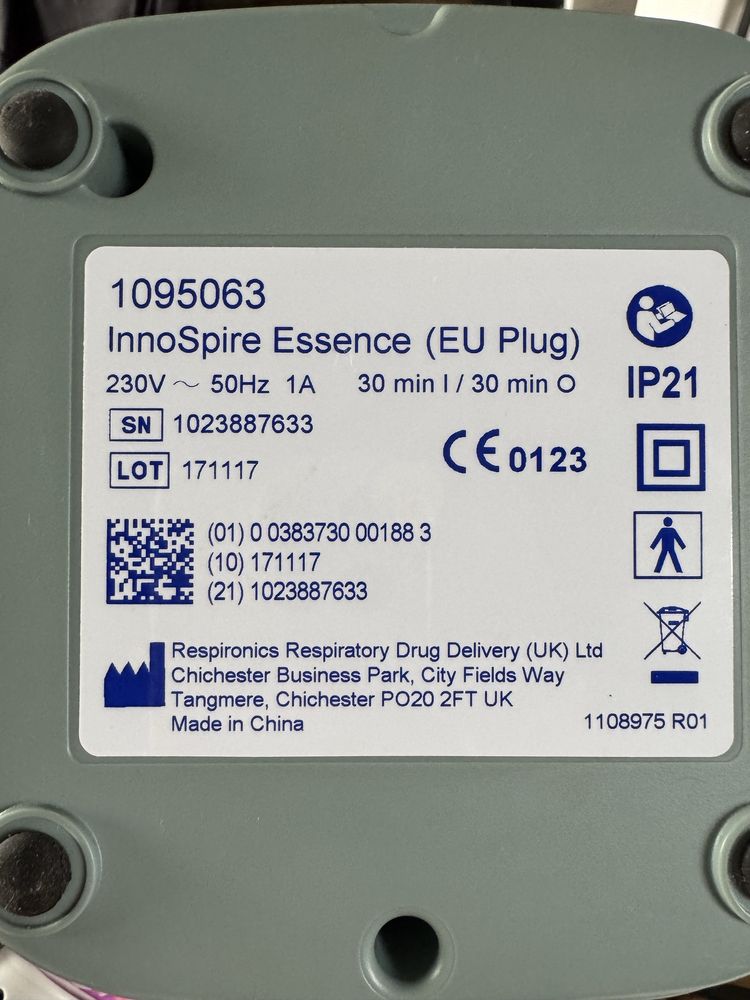 1095063
InnoSpire Essence (EU Plug)
230V ~ 50Hz 1A 30 min I / 30 min O
IP21
SN 1023887633
LOT 171117
CE 0123
(01) 0 0383730 00188 3
(10) 171117
(21) 1023887633
Respironics Respiratory Drug Delivery (UK) Ltd
Chichester Business Park, City Fields Way
Tangmere, Chichester PO20 2FT UK
Made in China
1108975 R01